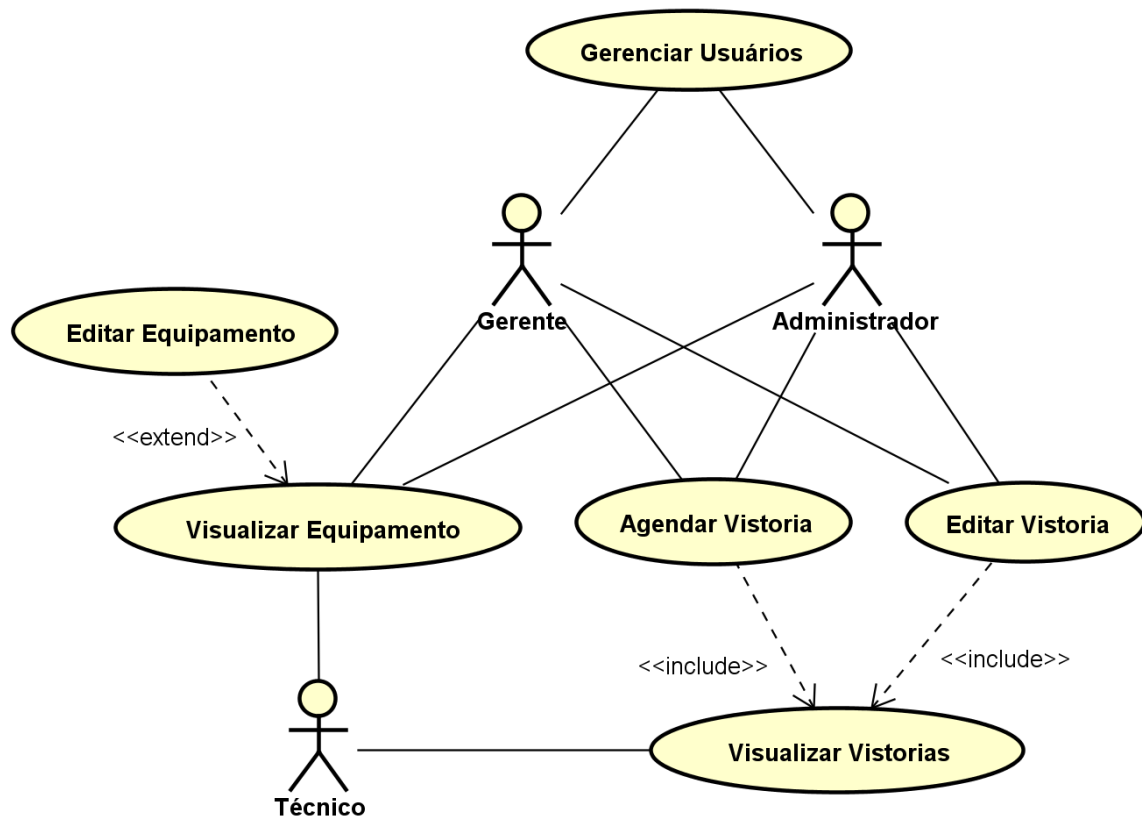 Gerenciar Usuários
Gerente
Administrador
Editar Equipamento
<<extend>>
Visualizar Equipamento
Agendar Vistoria
Editar Vistoria
<<include>>
<<include>>
Visualizar Vistorias
Técnico